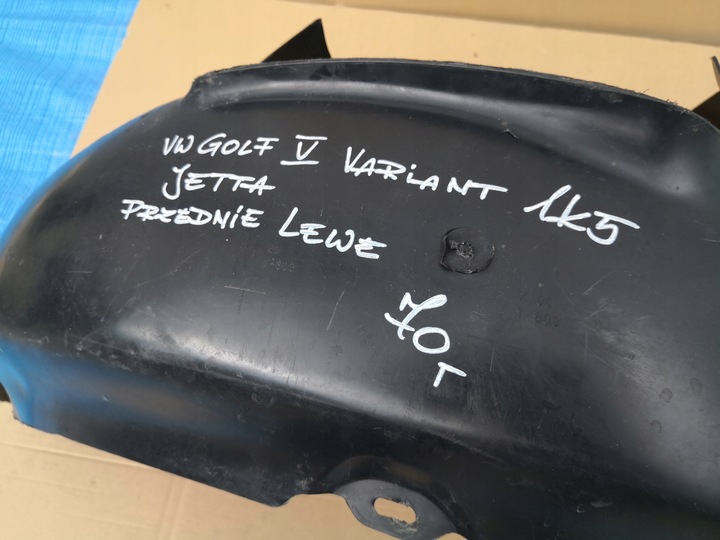 VW GOLF V VARIANT 1K5
JETTA
PRZEDNIE LEWE
70
T